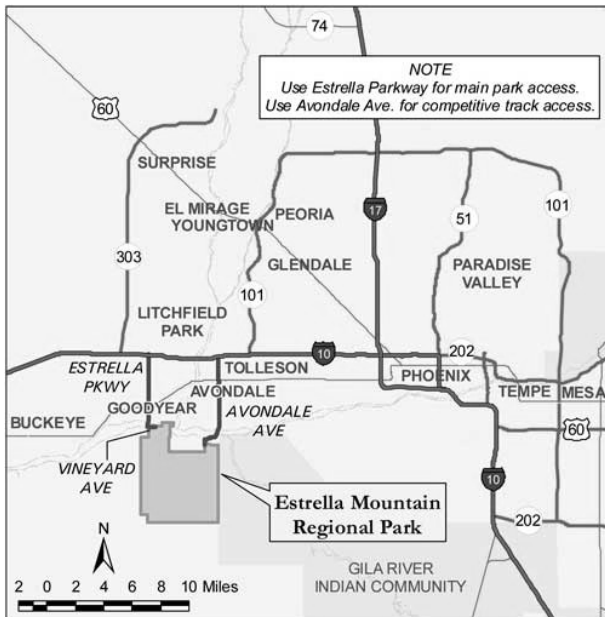 74
NOTE
Use Estrella Parkway for main park access.
Use Avondale Ave. for competitive track access.
60
SURPRISE
EL MIRAGE
PEORIA
YOUNGTOWN
17
51
101
303
GLENDALE
PARADISE
VALLEY
101
LITCHFIELD
PARK
10
202
ESTRELLA
PKWY
TOLLESON
PHOENIX
TEMPE
MESA
AVONDALE
GOODYEAR
AVONDALE
AVE
BUCKEYE
60
VINEYARD
AVE
10
Estrella Mountain
Regional Park
202
N
GILA RIVER
INDIAN COMMUNITY
2 0 2 4 6 8 10 Miles